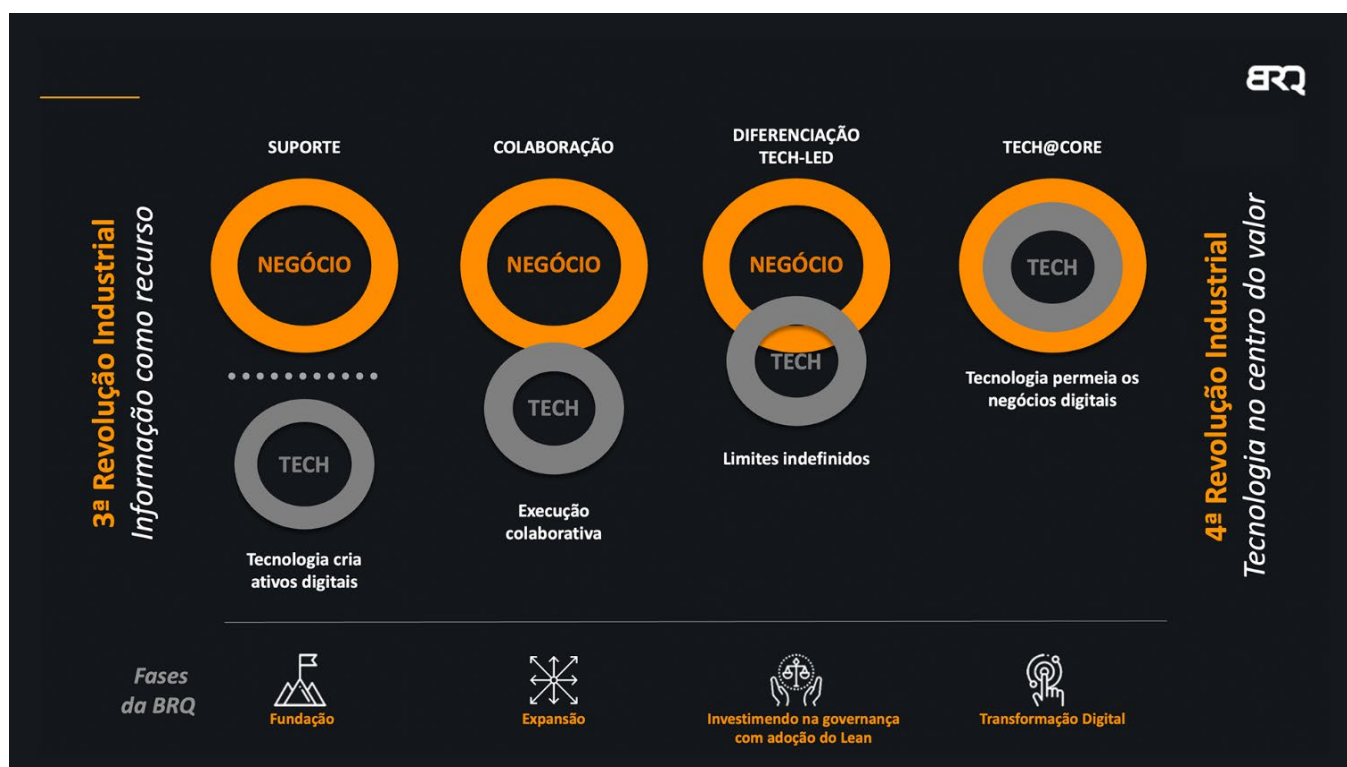 BRQ
SUPORTE
COLABORAÇÃO
DIFERENCIAÇÃO
TECH-LED
TECH@CORE
3ª Revolução Industrial
Informação como recurso
NEGÓCIO
TECH
Tecnologia cria
ativos digitais
NEGÓCIO
TECH
Execução
colaborativa
NEGÓCIO
TECH
Limites indefinidos
TECH
Tecnologia permeia os
negócios digitais
4ª Revolução Industrial
Tecnologia no centro do valor
Fases
da BRQ
Fundação
Expansão
Investimendo na governança
com adoção do Lean
Transformação Digital